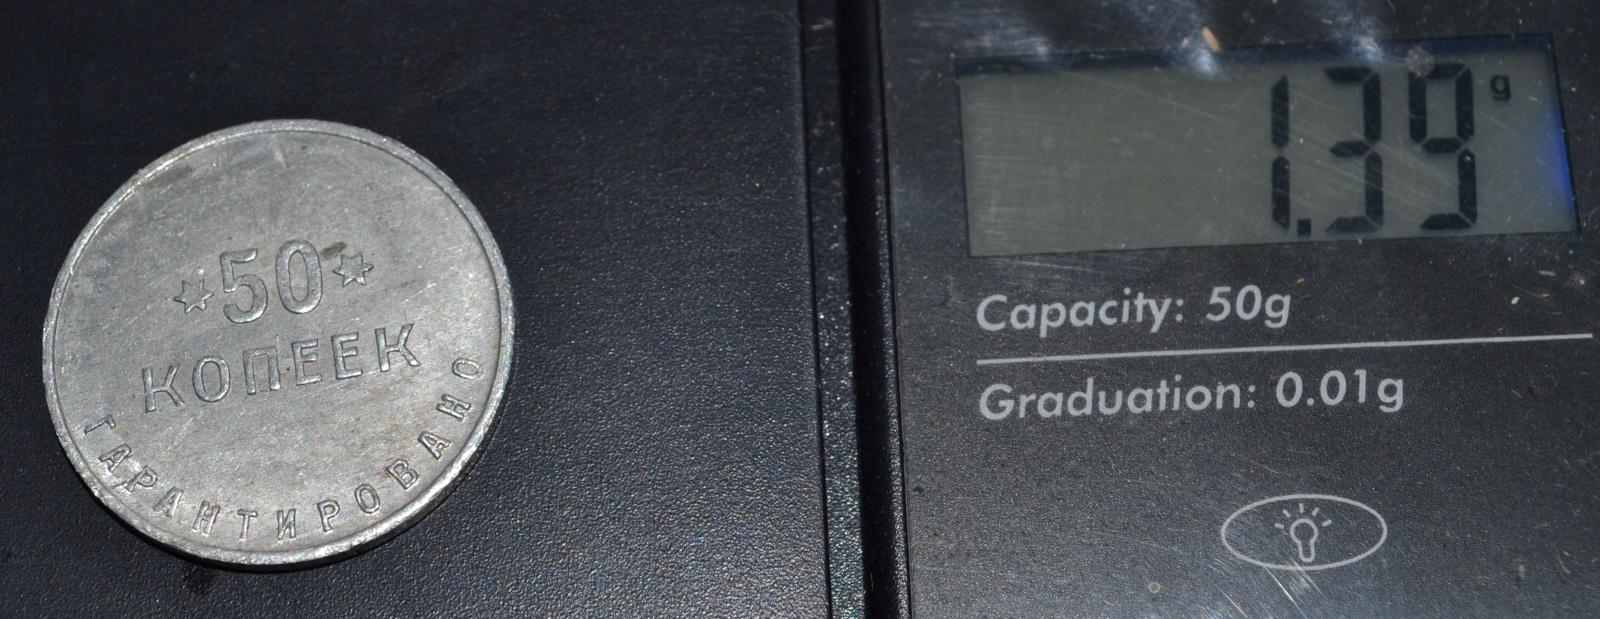 50
КОПЕЕК
ГАРАНТИРОВАНО
1.39 g
Capacity: 50g
Graduation: 0.01g